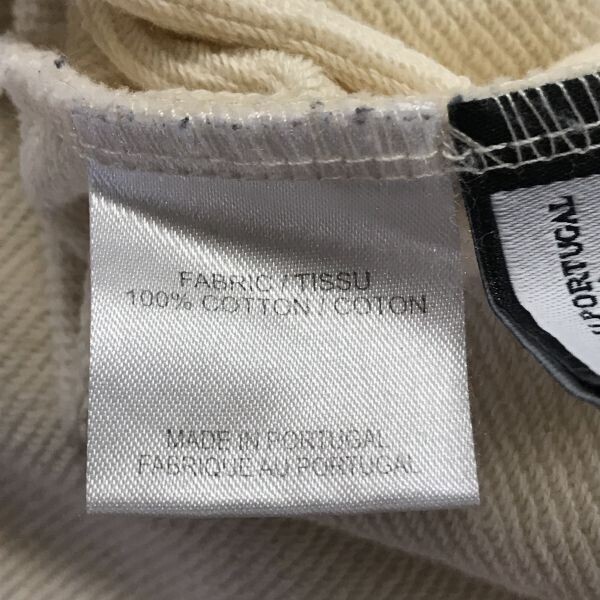 FABRIC / TISSU
100% COTTON / COTON
MADE IN PORTUGAL
FABRIQUE AU PORTUGAL
PORTUGAL